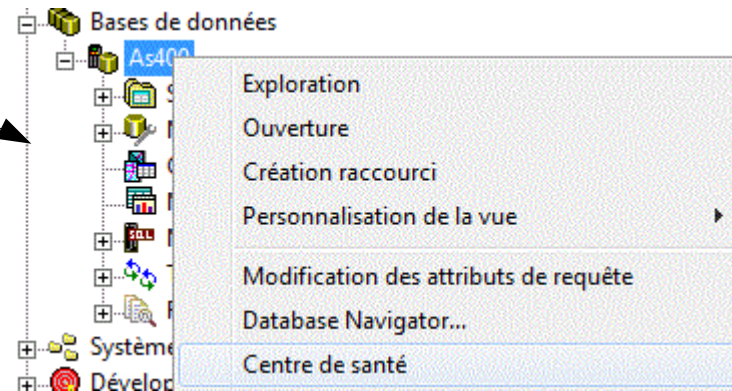 Bases de données
As400
Exploration
Ouverture
Création raccourci
Personnalisation de la vue
Modification des attributs de requête
Database Navigator...
Système
Centre de santé
Dévelop